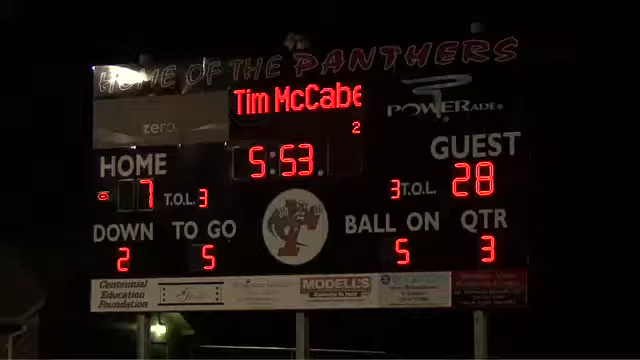 HOME OF THE PANTHERS
Tim McCabe
zero
POWERADE
2
5:53.
HOME
GUEST
7
T.O.L. 3
3 T.O.L.
28
DOWN
TO GO
BALL ON
QTR
2
5
5
3
Centennial
Education
Foundation
MODELL'S